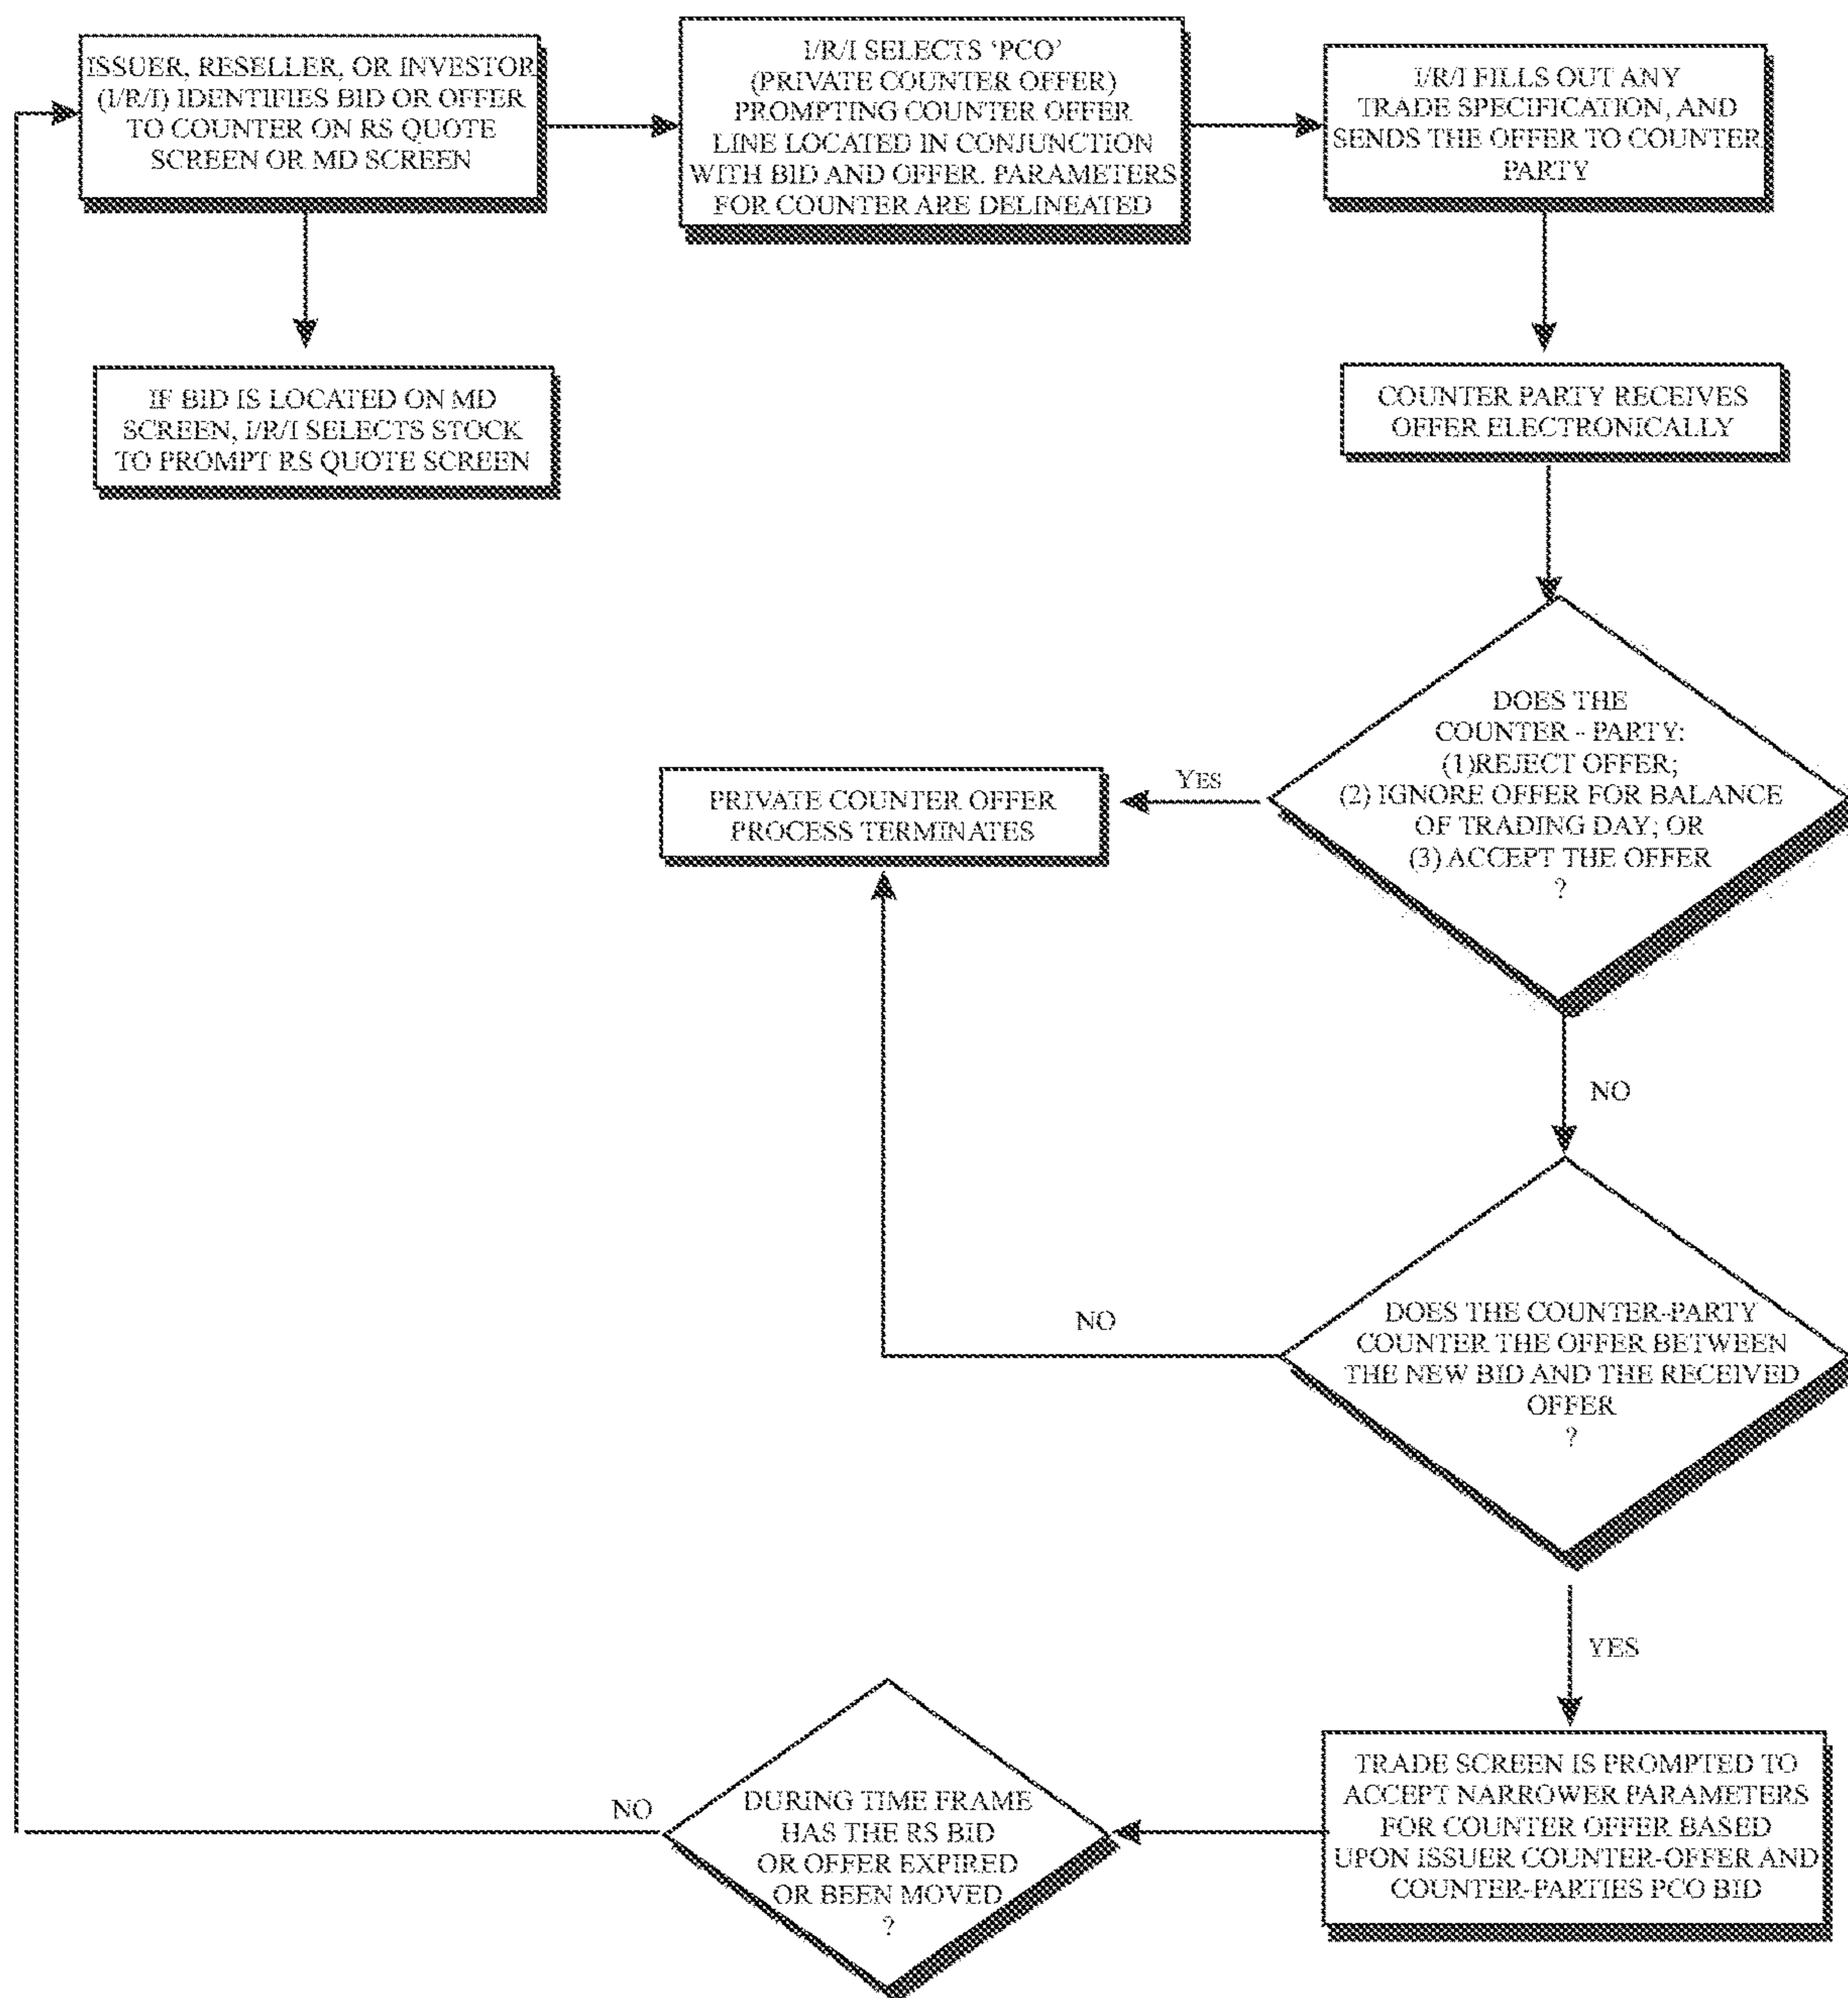 ISSUER, RESELLER, OR INVESTOR
(I/R/I) IDENTIFIES BID OR OFFER
TO COUNTER ON RS QUOTE
SCREEN OR MD SCREEN
I/R/I SELECTS ‘PCO’
(PRIVATE COUNTER OFFER)
PROMPTING COUNTER OFFER
LINE LOCATED IN CONJUNCTION
WITH BID AND OFFER. PARAMETERS
FOR COUNTER ARE DELINEATED
I/R/I FILLS OUT ANY
TRADE SPECIFICATION, AND
SENDS THE OFFER TO COUNTER
PARTY
IF BID IS LOCATED ON MD
SCREEN, I/R/I SELECTS STOCK
TO PROMPT RS QUOTE SCREEN
COUNTER PARTY RECEIVES
OFFER ELECTRONICALLY
DOES THE
COUNTER - PARTY:
(1)REJECT OFFER;
(2) IGNORE OFFER FOR BALANCE
OF TRADING DAY; OR
(3) ACCEPT THE OFFER
?
YES
PRIVATE COUNTER OFFER
PROCESS TERMINATES
NO
DOES THE COUNTER-PARTY
COUNTER THE OFFER BETWEEN
THE NEW BID AND THE RECEIVED
OFFER
?
NO
YES
TRADE SCREEN IS PROMPTED TO
ACCEPT NARROWER PARAMETERS
FOR COUNTER OFFER BASED
UPON ISSUER COUNTER-OFFER AND
COUNTER-PARTIES PCO BID
DURING TIME FRAME
HAS THE RS BID
OR OFFER EXPIRED
OR BEEN MOVED
?
NO